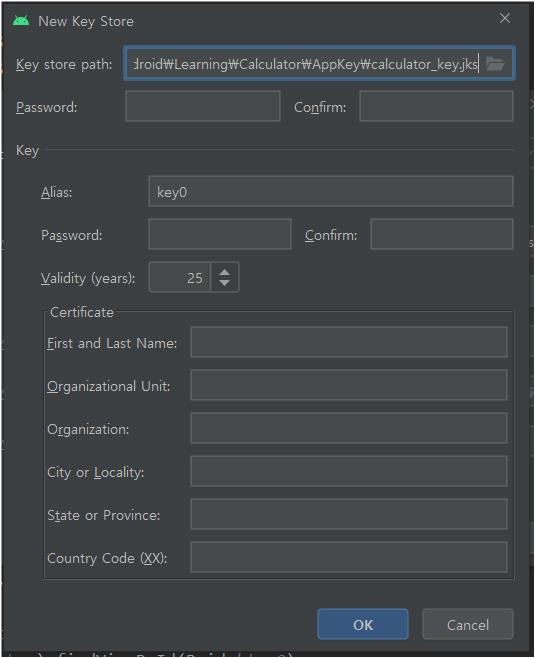 New Key Store
Key store path: droid₩Learning₩Calculator₩AppKey₩calculator_key.jks
Password: Confirm:
Key
Alias: key0
Password: Confirm:
Validity (years): 25
Certificate
First and Last Name:
Organizational Unit:
Organization:
City or Locality:
State or Province:
Country Code (XX):
OK Cancel